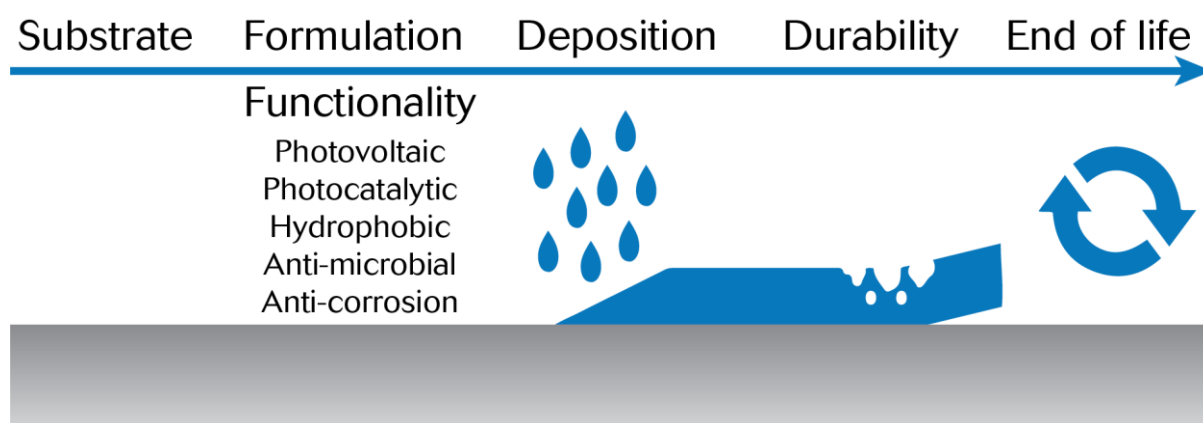 Substrate Formulation Deposition Durability End of life
Functionality
Photovoltaic
Photocatalytic
Hydrophobic
Anti-microbial
Anti-corrosion